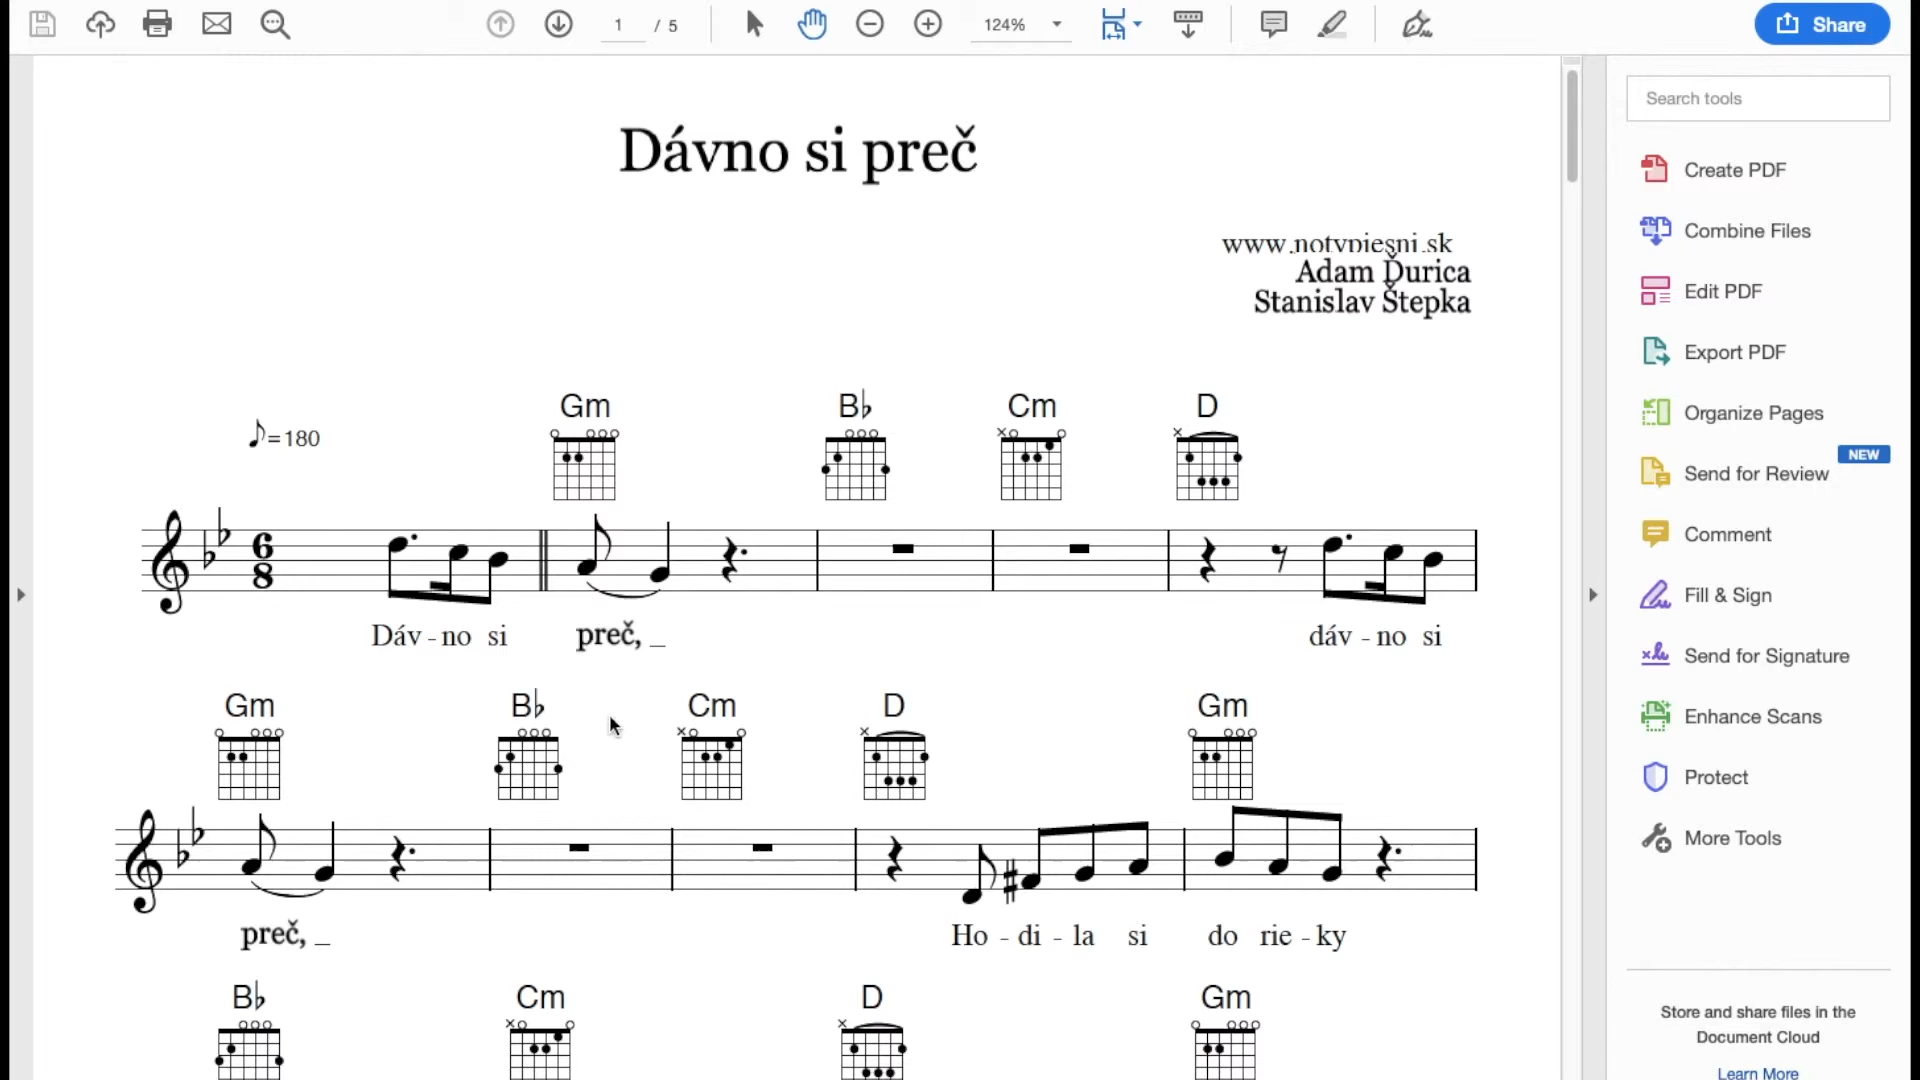 1 / 5
124%
Share
Dávno si preč
www.notypiesni.sk
Adam Ďurica
Stanislav Štepka
=180
Gm B♭ Cm D
6
8
Dáv - no si preč, _ dáv - no si
Gm B♭ Cm D Gm
preč, _ Ho - di - la si do rie - ky
B♭ Cm D Gm
Search tools
Create PDF
Combine Files
Edit PDF
Export PDF
Organize Pages
NEW
Send for Review
Comment
Fill & Sign
Send for Signature
Enhance Scans
Protect
More Tools
Store and share files in the
Document Cloud
Learn More